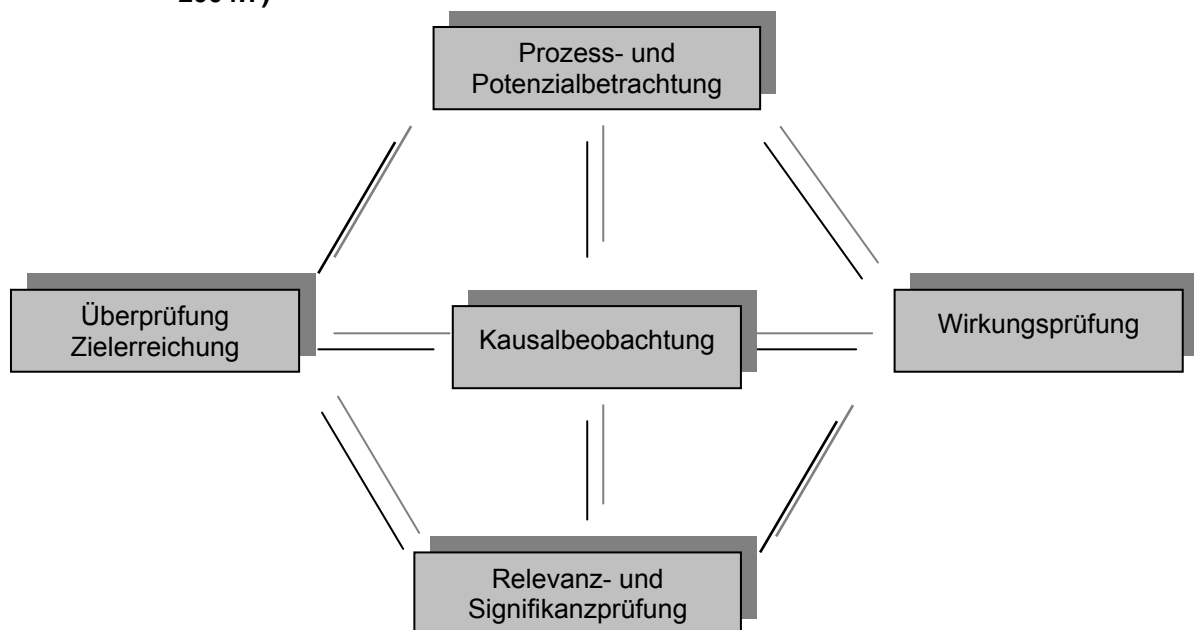 Prozess- und
Potenzialbetrachtung
Überprüfung
Zielerreichung
Kausalbeobachtung
Wirkungsprüfung
Relevanz- und
Signifikanzprüfung